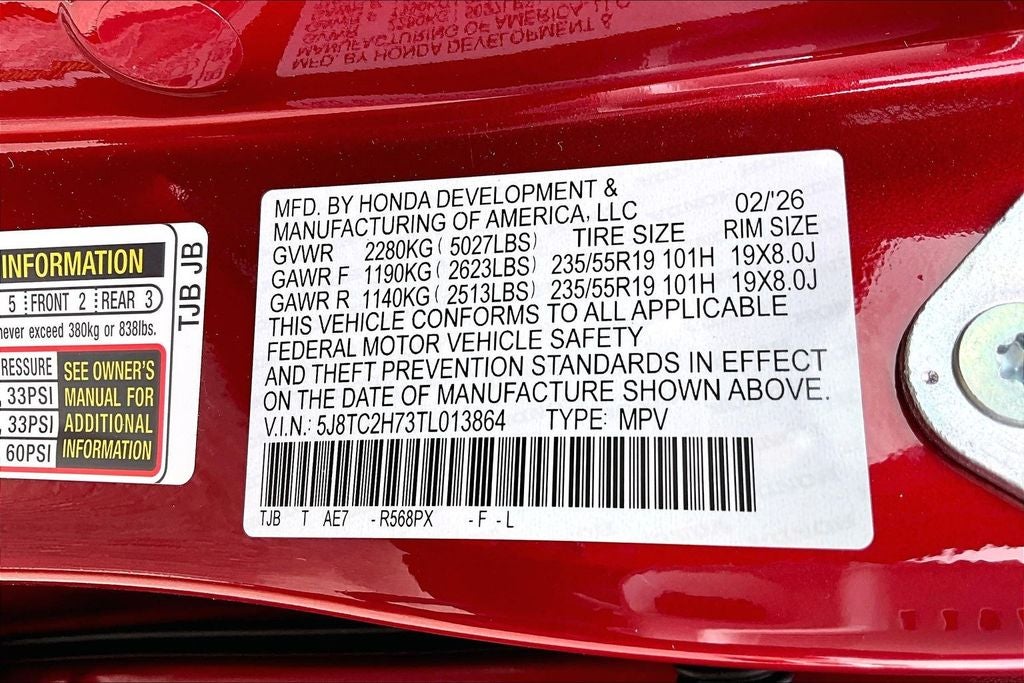 INFORMATION
5 FRONT 2 REAR 3
never exceed 380kg or 838lbs.
PRESSURE
, 33PSI
, 33PSI
60PSI
SEE OWNER'S
MANUAL FOR
ADDITIONAL
INFORMATION
TJB JB
MFD. BY HONDA DEVELOPMENT &
MANUFACTURING OF AMERICA, LLC 02/'26
GVWR 2280KG ( 5027LBS) TIRE SIZE RIM SIZE
GAWR F 1190KG ( 2623LBS) 235/55R19 101H 19X8.0J
GAWR R 1140KG ( 2513LBS) 235/55R19 101H 19X8.0J
THIS VEHICLE CONFORMS TO ALL APPLICABLE
FEDERAL MOTOR VEHICLE SAFETY
AND THEFT PREVENTION STANDARDS IN EFFECT
ON THE DATE OF MANUFACTURE SHOWN ABOVE.
V.I.N.: 5J8TC2H73TL013864 TYPE: MPV
TJB T AE7 - R568PX - F - L